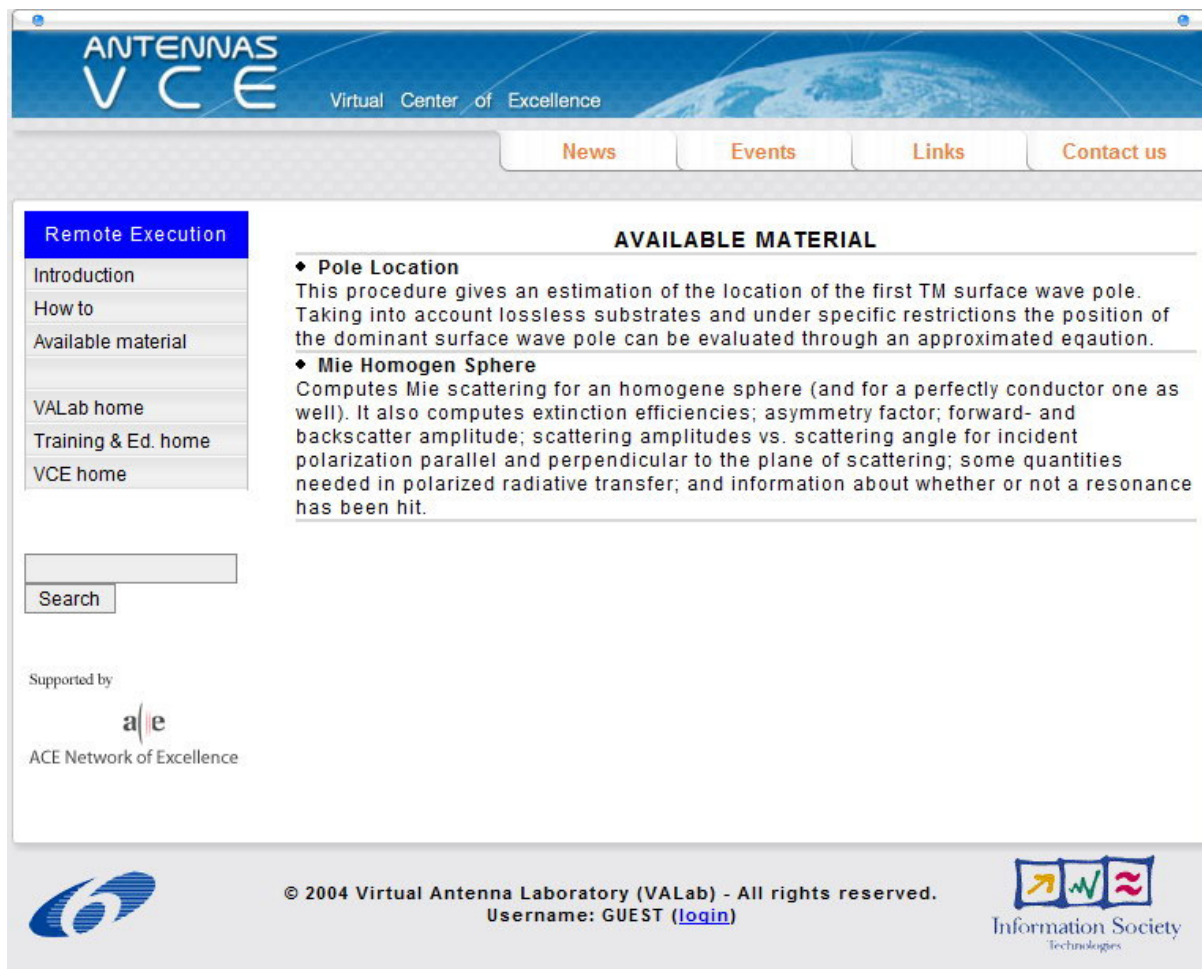 ANTENNAS
VCE
Virtual Center of Excellence
News
Events
Links
Contact us
Remote Execution
Introduction
How to
Available material
VALab home
Training & Ed. home
VCE home
Search
Supported by
a(e
ACE Network of Excellence
AVAILABLE MATERIAL
Pole Location
This procedure gives an estimation of the location of the first TM surface wave pole.
Taking into account lossless substrates and under specific restrictions the position of
the dominant surface wave pole can be evaluated through an approximated eqaution.
Mie Homogen Sphere
Computes Mie scattering for an homogene sphere (and for a perfectly conductor one as
well). It also computes extinction efficiencies; asymmetry factor; forward- and
backscatter amplitude; scattering amplitudes vs. scattering angle for incident
polarization parallel and perpendicular to the plane of scattering; some quantities
needed in polarized radiative transfer; and information about whether or not a resonance
has been hit.
6
© 2004 Virtual Antenna Laboratory (VALab) - All rights reserved.
Username: GUEST (login)
Information Society
Technologies